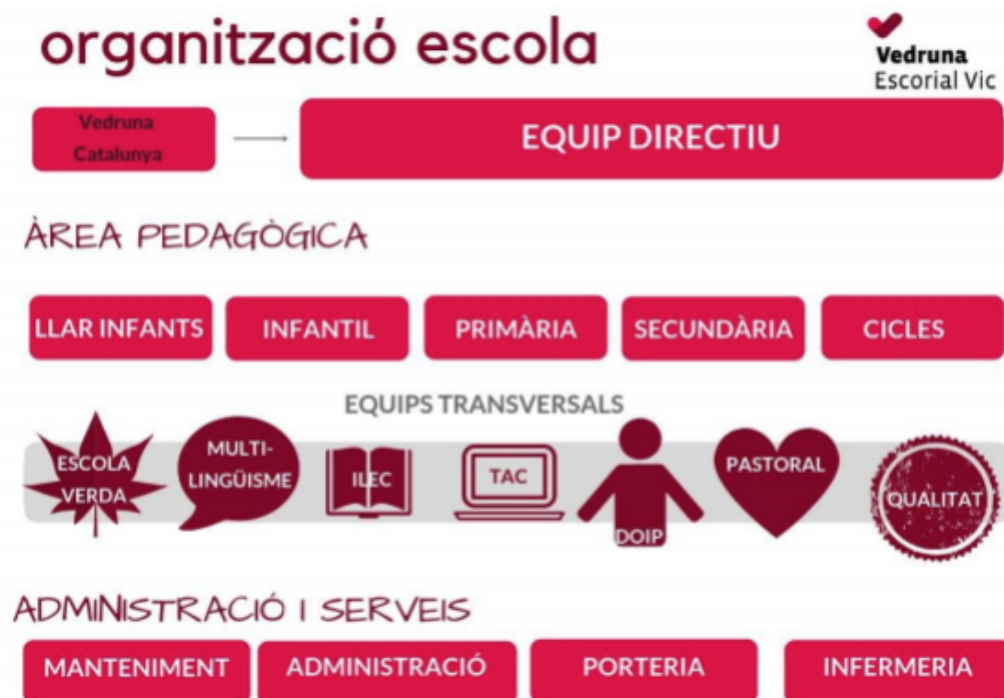 organització escola
Vedruna
Escorial Vic
Vedruna
Catalunya
EQUIP DIRECTIU
ÀREA PEDAGÒGICA
LLAR INFANTS
INFANTIL
PRIMÀRIA
SECUNDÀRIA
CICLES
EQUIPS TRANSVERSALS
ESCOLA
VERDA
MULTI-
LINGÜISME
ILEC
TAC
DOIP
PASTORAL
QUALITAT
ADMINISTRACIÓ I SERVEIS
MANTENIMENT
ADMINISTRACIÓ
PORTERIA
INFERMERIA